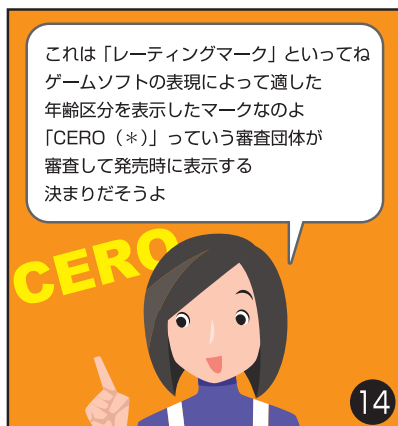 これは「レーティングマーク」といってね
ゲームソフトの表現によって適した
年齢区分を表示したマークなのよ
「CERO（＊）」っていう審査団体が
審査して発売時に表示する
決まりだそうよ
CERO
14